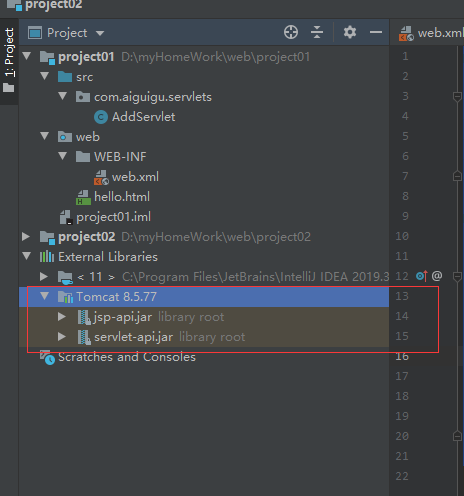 project02
Project
web.xml
1: Project
project01 D:\myHomeWork\web\project01
src
com.aiguigu.servlets
AddServlet
web
WEB-INF
web.xml
hello.html
project01.iml
project02 D:\myHomeWork\web\project02
External Libraries
< 11 > C:\Program Files\JetBrains\IntelliJ IDEA 2019.3
Tomcat 8.5.77
jsp-api.jar library root
servlet-api.jar library root
Scratches and Consoles
1
2
3
4
5
6
7
8
9
10
11
12 @
13
14
15
16
17
18
19
20
21
22